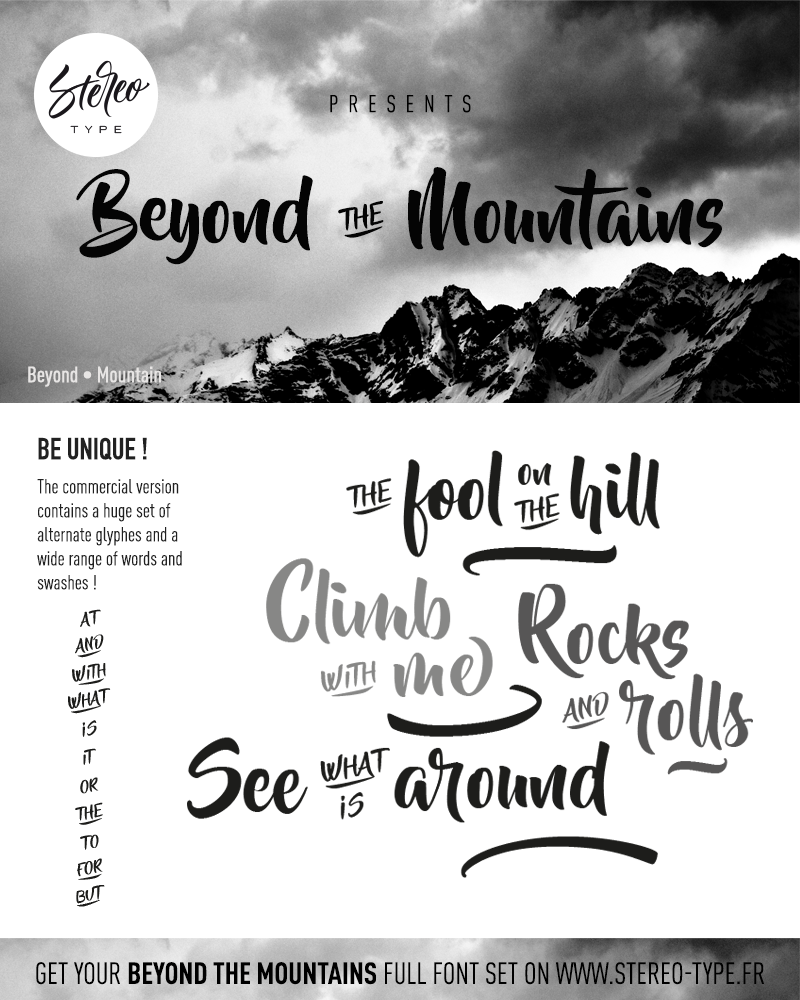 Stereo
TYPE
PRESENTS
Beyond THE Mountains
Beyond • Mountain
BE UNIQUE !
The commercial version
contains a huge set of
alternate glyphes and a
wide range of words and
swashes !
AT
AND
WITH
WHAT
iS
iT
OR
THE
TO
FOR
BUT
THE fool on THE hill
Climb
WiTH me
Rocks
AND rolls
See WHAT iS around
GET YOUR BEYOND THE MOUNTAINS FULL FONT SET ON WWW.STEREO-TYPE.FR